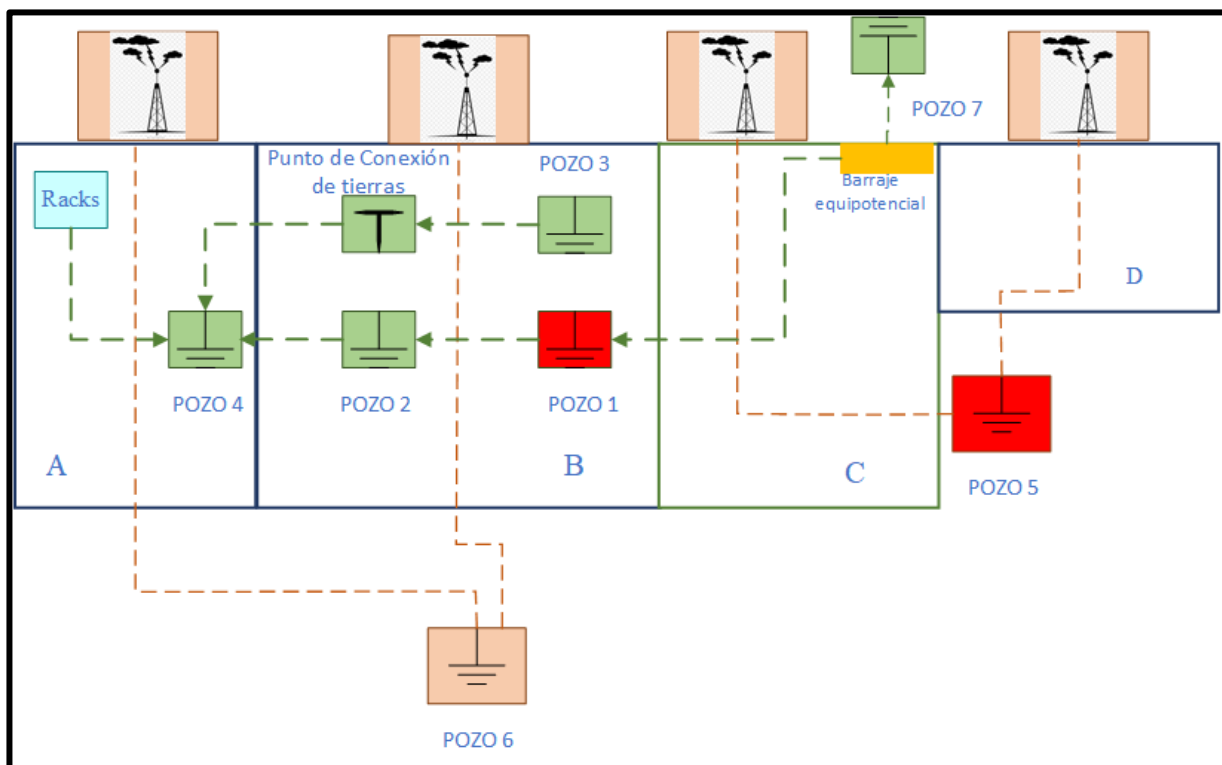 POZO 7
Punto de Conexión
de tierras
POZO 3
Barraje
equipotencial
Racks
D
POZO 4
POZO 2
POZO 1
A
B
C
POZO 5
POZO 6